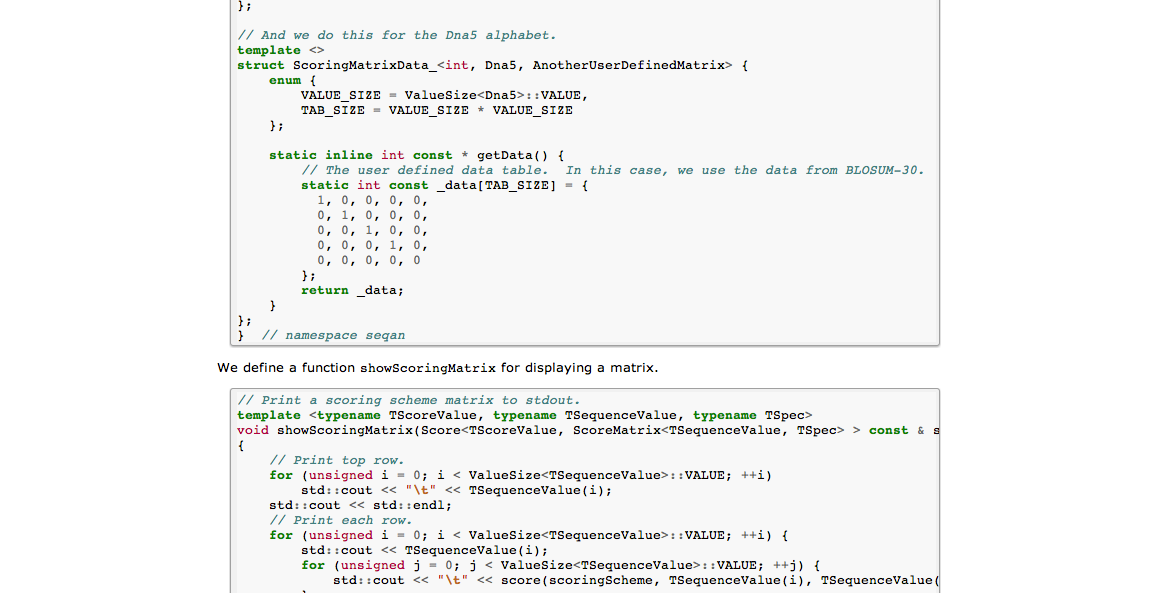 };

// And we do this for the Dna5 alphabet.
template <>
struct ScoringMatrixData_<int, Dna5, AnotherUserDefinedMatrix> {
    enum {
        VALUE_SIZE = ValueSize<Dna5>::VALUE,
        TAB_SIZE = VALUE_SIZE * VALUE_SIZE
    };

    static inline int const * getData() {
        // The user defined data table.  In this case, we use the data from BLOSUM-30.
        static int const _data[TAB_SIZE] = {
          1, 0, 0, 0, 0,
          0, 1, 0, 0, 0,
          0, 0, 1, 0, 0,
          0, 0, 0, 1, 0,
          0, 0, 0, 0, 0
        };
        return _data;
    }
};
}  // namespace seqan
We define a function showScoringMatrix for displaying a matrix.
// Print a scoring scheme matrix to stdout.
template <typename TScoreValue, typename TSequenceValue, typename TSpec>
void showScoringMatrix(Score<TScoreValue, ScoreMatrix<TSequenceValue, TSpec> > const & s
{
    // Print top row.
    for (unsigned i = 0; i < ValueSize<TSequenceValue>::VALUE; ++i)
        std::cout << "\t" << TSequenceValue(i);
    std::cout << std::endl;
    // Print each row.
    for (unsigned i = 0; i < ValueSize<TSequenceValue>::VALUE; ++i) {
        std::cout << TSequenceValue(i);
        for (unsigned j = 0; j < ValueSize<TSequenceValue>::VALUE; ++j) {
            std::cout << "\t" << score(scoringScheme, TSequenceValue(i), TSequenceValue(